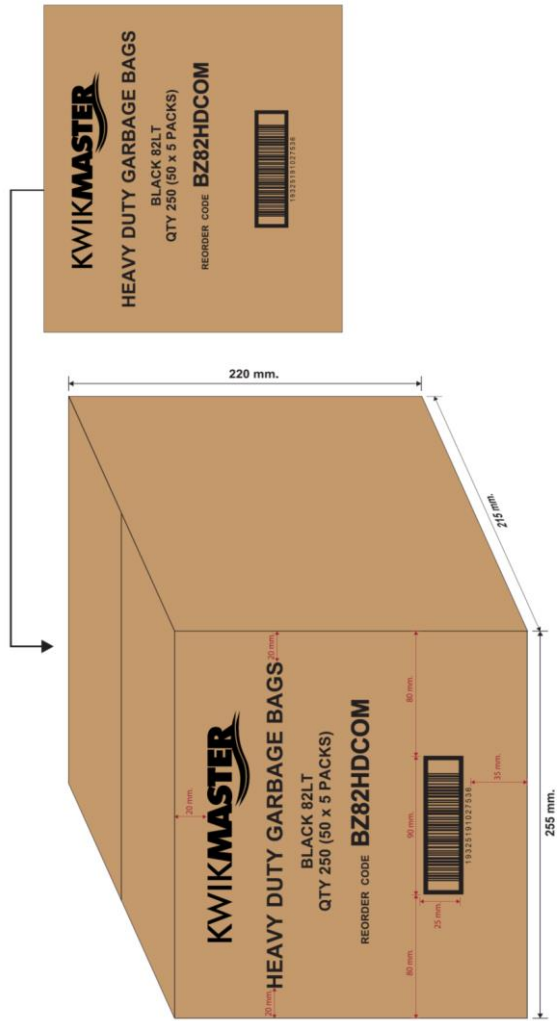 KWIKMASTER
HEAVY DUTY GARBAGE BAGS
BLACK 82LT
QTY 250 (50 x 5 PACKS)
REORDER CODE BZ82HDCOM
19325191027536
220 mm.
215 mm.
255 mm.
20 mm.
KWIKMASTER
20 mm.
HEAVY DUTY GARBAGE BAGS
20 mm.
BLACK 82LT
QTY 250 (50 x 5 PACKS)
REORDER CODE BZ82HDCOM
80 mm.
90 mm.
80 mm.
25 mm.
19325191027536
35 mm.